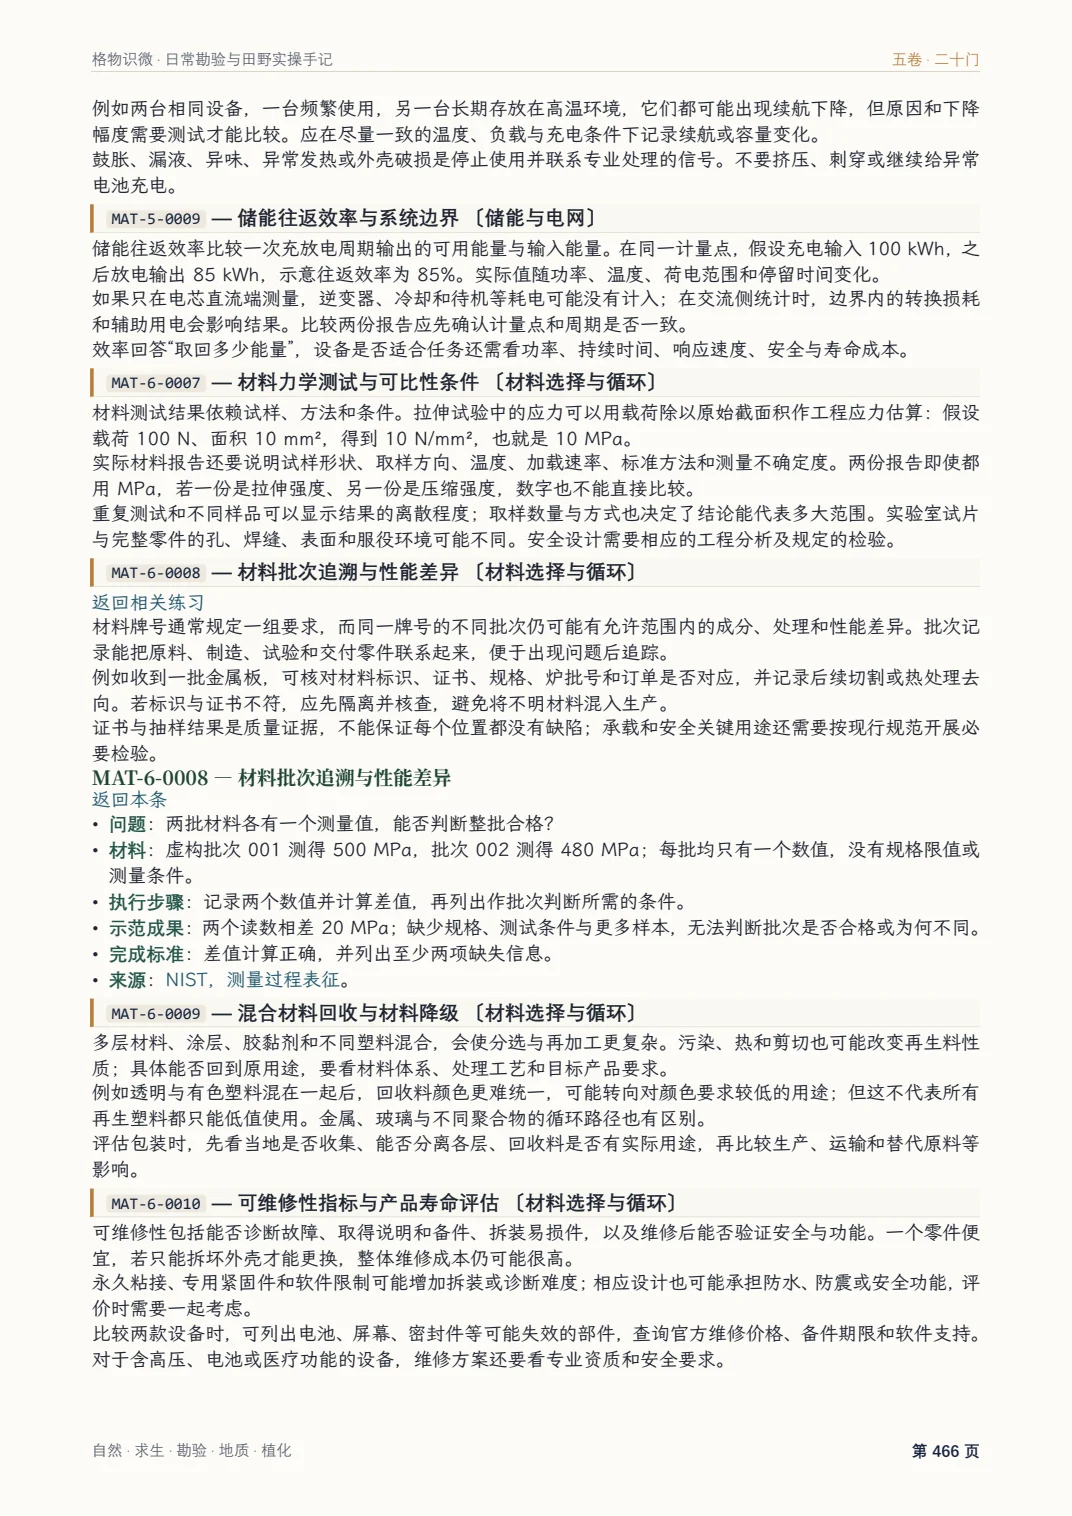 格物识微 · 日常勘验与田野实操手记
五卷 · 二十门
例如两台相同设备，一台频繁使用，另一台长期存放在高温环境，它们都可能出现续航下降，但原因和下降
幅度需要测试才能比较。应在尽量一致的温度、负载与充电条件下记录续航或容量变化。
鼓胀、漏液、异味、异常发热或外壳破损是停止使用并联系专业处理的信号。不要挤压、刺穿或继续给异常
电池充电。
MAT-5-0009 — 储能往返效率与系统边界 〔储能与电网〕
储能往返效率比较一次充放电周期输出的可用能量与输入能量。在同一计量点，假设充电输入 100 kWh，之
后放电输出 85 kWh，示意往返效率为 85%。实际值随功率、温度、荷电范围和停留时间变化。
如果只在电芯直流端测量，逆变器、冷却和待机等耗电可能没有计入；在交流侧统计时，边界内的转换损耗
和辅助用电会影响结果。比较两份报告应先确认计量点和周期是否一致。
效率回答“取回多少能量”，设备是否适合任务还需看功率、持续时间、响应速度、安全与寿命成本。
MAT-6-0007 — 材料力学测试与可比性条件 〔材料选择与循环〕
材料测试结果依赖试样、方法和条件。拉伸试验中的应力可以用载荷除以原始截面积作工程应力估算：假设
载荷 100 N、面积 10 mm²，得到 10 N/mm²，也就是 10 MPa。
实际材料报告还要说明试样形状、取样方向、温度、加载速率、标准方法和测量不确定度。两份报告即使都
用 MPa，若一份是拉伸强度、另一份是压缩强度，数字也不能直接比较。
重复测试和不同样品可以显示结果的离散程度；取样数量与方式也决定了结论能代表多大范围。实验室试片
与完整零件的孔、焊缝、表面和服役环境可能不同。安全设计需要相应的工程分析及规定的检验。
MAT-6-0008 — 材料批次追溯与性能差异 〔材料选择与循环〕
返回相关练习
材料牌号通常规定一组要求，而同一牌号的不同批次仍可能有允许范围内的成分、处理和性能差异。批次记
录能把原料、制造、试验和交付零件联系起来，便于出现问题后追踪。
例如收到一批金属板，可核对材料标识、证书、规格、炉批号和订单是否对应，并记录后续切割或热处理去
向。若标识与证书不符，应先隔离并核查，避免将不明材料混入生产。
证书与抽样结果是质量证据，不能保证每个位置都没有缺陷；承载和安全关键用途还需要按现行规范开展必
要检验。
MAT-6-0008 — 材料批次追溯与性能差异
返回本条
• 问题：两批材料各有一个测量值，能否判断整批合格？
• 材料：虚构批次 001 测得 500 MPa，批次 002 测得 480 MPa；每批均只有一个数值，没有规格限值或
测量条件。
• 执行步骤：记录两个数值并计算差值，再列出作批次判断所需的条件。
• 示范成果：两个读数相差 20 MPa；缺少规格、测试条件与更多样本，无法判断批次是否合格或为何不同。
• 完成标准：差值计算正确，并列出至少两项缺失信息。
• 来源：NIST，测量过程表征。
MAT-6-0009 — 混合材料回收与材料降级 〔材料选择与循环〕
多层材料、涂层、胶黏剂和不同塑料混合，会使分选与再加工更复杂。污染、热和剪切也可能改变再生料性
质；具体能否回到原用途，要看材料体系、处理工艺和目标产品要求。
例如透明与有色塑料混在一起后，回收料颜色更难统一，可能转向对颜色要求较低的用途；但这不代表所有
再生塑料都只能低值使用。金属、玻璃与不同聚合物的循环路径也有区别。
评估包装时，先看当地是否收集、能否分离各层、回收料是否有实际用途，再比较生产、运输和替代原料等
影响。
MAT-6-0010 — 可维修性指标与产品寿命评估 〔材料选择与循环〕
可维修性包括能否诊断故障、取得说明和备件、拆装易损件，以及维修后能否验证安全与功能。一个零件便
宜，若只能拆坏外壳才能更换，整体维修成本仍可能很高。
永久粘接、专用紧固件和软件限制可能增加拆装或诊断难度；相应设计也可能承担防水、防震或安全功能，评
价时需要一起考虑。
比较两款设备时，可列出电池、屏幕、密封件等可能失效的部件，查询官方维修价格、备件期限和软件支持。
对于含高压、电池或医疗功能的设备，维修方案还要看专业资质和安全要求。
自然 · 求生 · 勘验 · 地质 · 植化
第 466 页